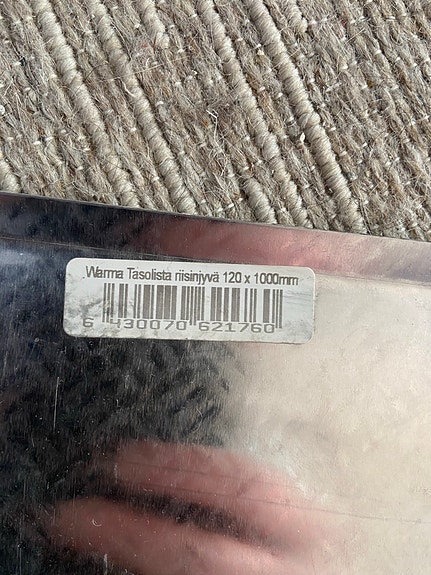 Warma Tasolista riisinjyvä 120 x 1000mm
6 430070 621760